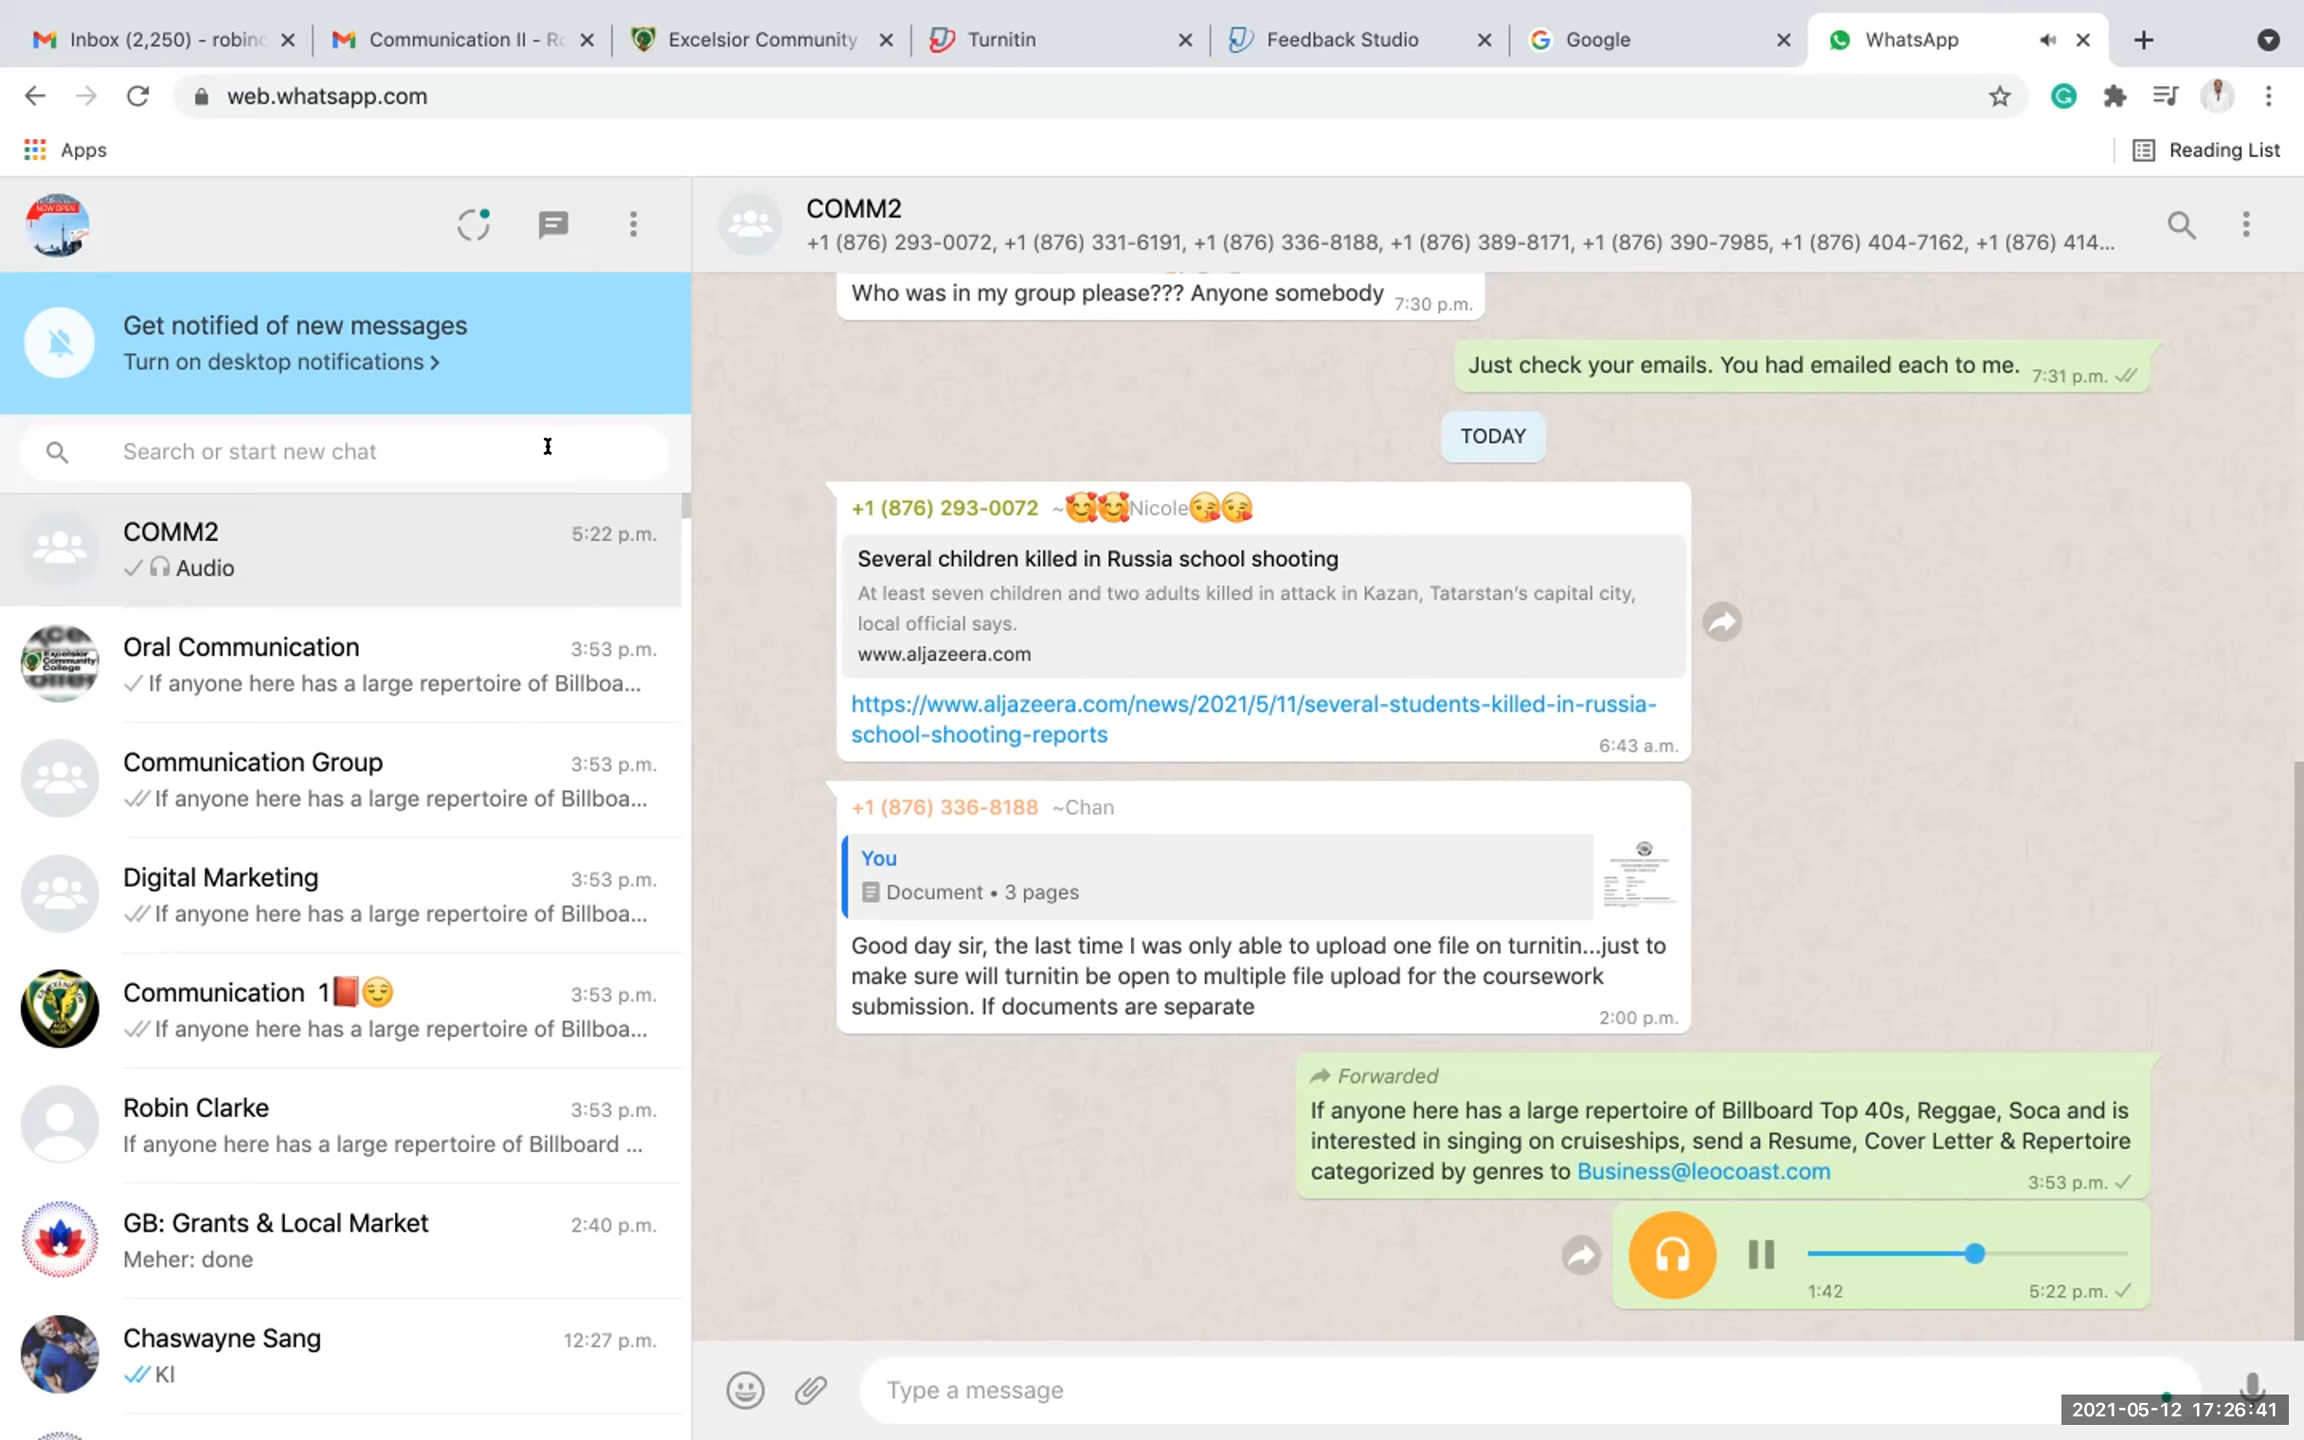 Inbox (2,250) - robinc
Communication II - Ro
Excelsior Community
Turnitin
Feedback Studio
Google
WhatsApp
web.whatsapp.com
Apps
Reading List
NOW OPEN
COMM2
+1 (876) 293-0072, +1 (876) 331-6191, +1 (876) 336-8188, +1 (876) 389-8171, +1 (876) 390-7985, +1 (876) 404-7162, +1 (876) 414...
Get notified of new messages
Turn on desktop notifications >
Search or start new chat
COMM2
5:22 p.m.
Audio
Oral Communication
3:53 p.m.
If anyone here has a large repertoire of Billboa...
Excelsior
Community
College
Communication Group
3:53 p.m.
If anyone here has a large repertoire of Billboa...
Digital Marketing
3:53 p.m.
If anyone here has a large repertoire of Billboa...
Communication 1📕😌
3:53 p.m.
If anyone here has a large repertoire of Billboa...
Robin Clarke
3:53 p.m.
If anyone here has a large repertoire of Billboard ...
GB: Grants & Local Market
2:40 p.m.
Meher: done
Chaswayne Sang
12:27 p.m.
Kl
Who was in my group please??? Anyone somebody
7:30 p.m.
Just check your emails. You had emailed each to me.
7:31 p.m.
TODAY
+1 (876) 293-0072 ~🥰🥰Nicole😘😘
Several children killed in Russia school shooting
At least seven children and two adults killed in attack in Kazan, Tatarstan's capital city,
local official says.
www.aljazeera.com
https://www.aljazeera.com/news/2021/5/11/several-students-killed-in-russia-
school-shooting-reports
6:43 a.m.
+1 (876) 336-8188 ~Chan
You
Document • 3 pages
Good day sir, the last time I was only able to upload one file on turnitin...just to
make sure will turnitin be open to multiple file upload for the coursework
submission. If documents are separate
2:00 p.m.
Forwarded
If anyone here has a large repertoire of Billboard Top 40s, Reggae, Soca and is
interested in singing on cruiseships, send a Resume, Cover Letter & Repertoire
categorized by genres to Business@leocoast.com
3:53 p.m.
1:42
5:22 p.m.
Type a message
2021-05-12 17:26:41